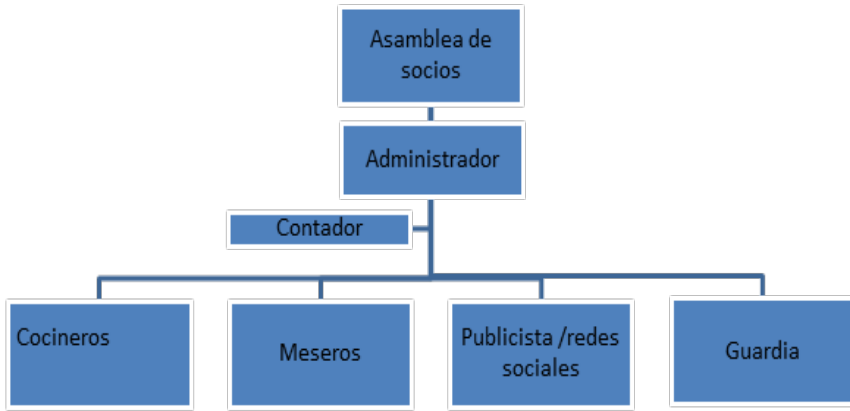 Asamblea de
socios
Administrador
Contador
Cocineros
Meseros
Publicista /redes
sociales
Guardia